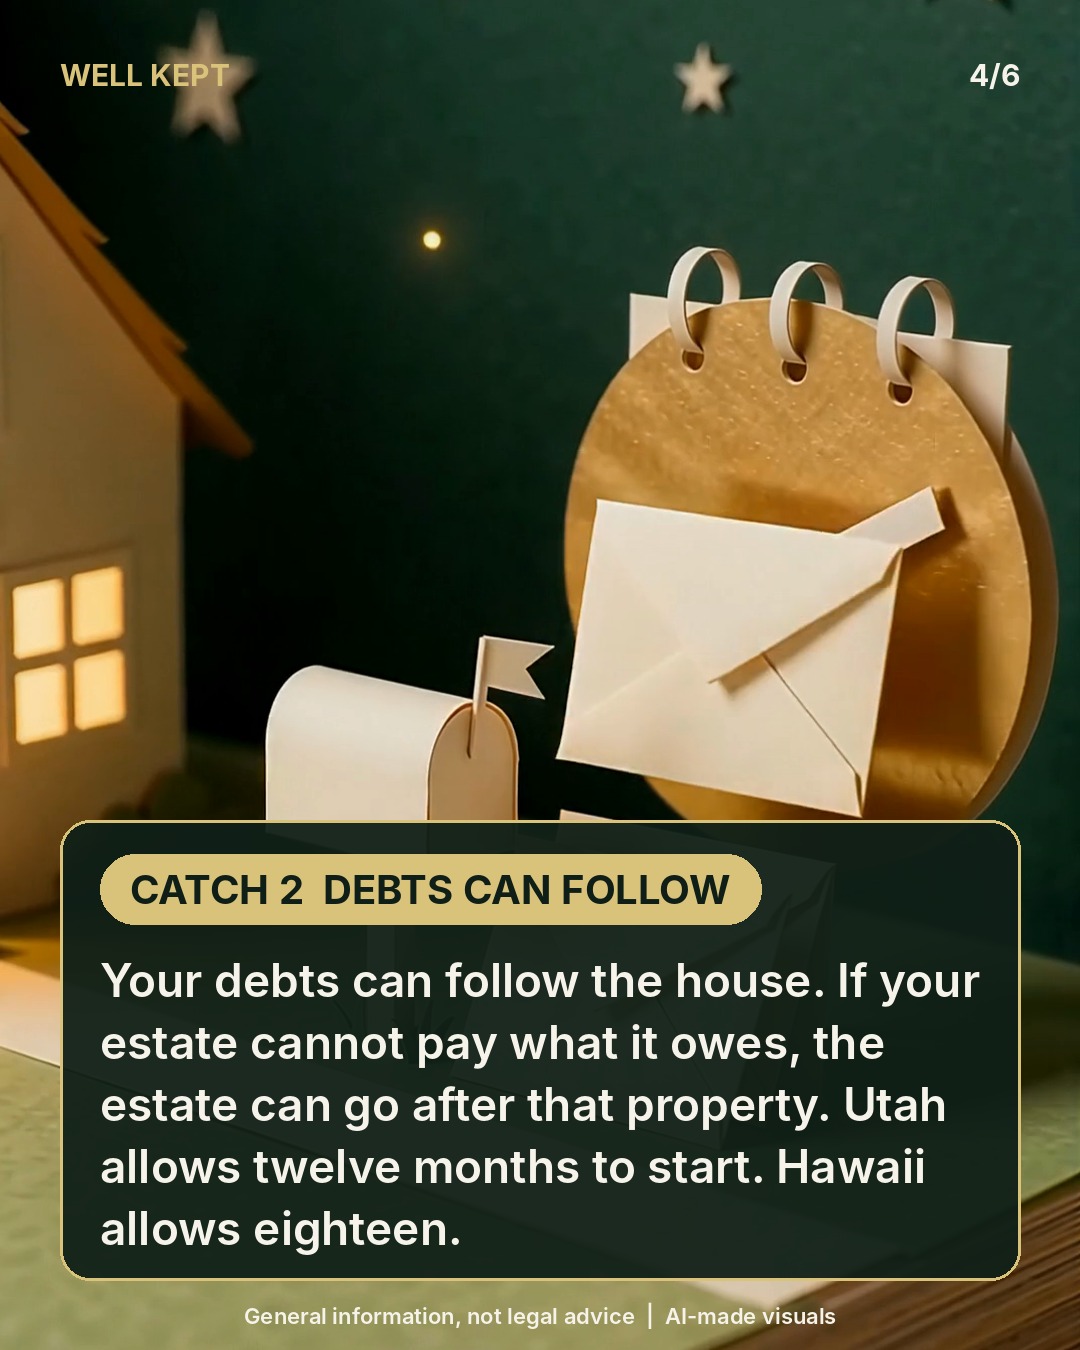 WELL KEPT
4/6
CATCH 2 DEBTS CAN FOLLOW
Your debts can follow the house. If your
estate cannot pay what it owes, the
estate can go after that property. Utah
allows twelve months to start. Hawaii
allows eighteen.
General information, not legal advice | AI-made visuals